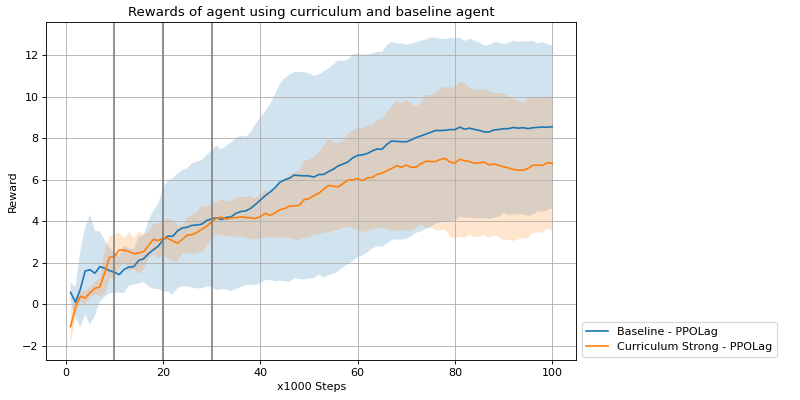 Rewards of agent using curriculum and baseline agent
12
10
8
6
4
2
0
−2
Reward
0 20 40 60 80 100
x1000 Steps
Baseline - PPOLag
Curriculum Strong - PPOLag